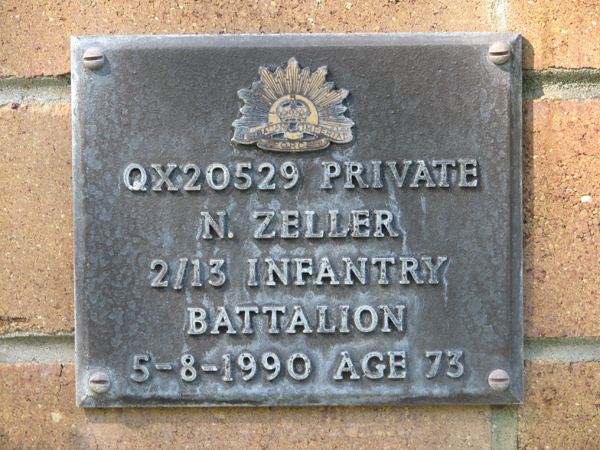 QX20529 PRIVATE
N. ZELLER
2/13 INFANTRY
BATTALION
5-8-1990 AGE 73